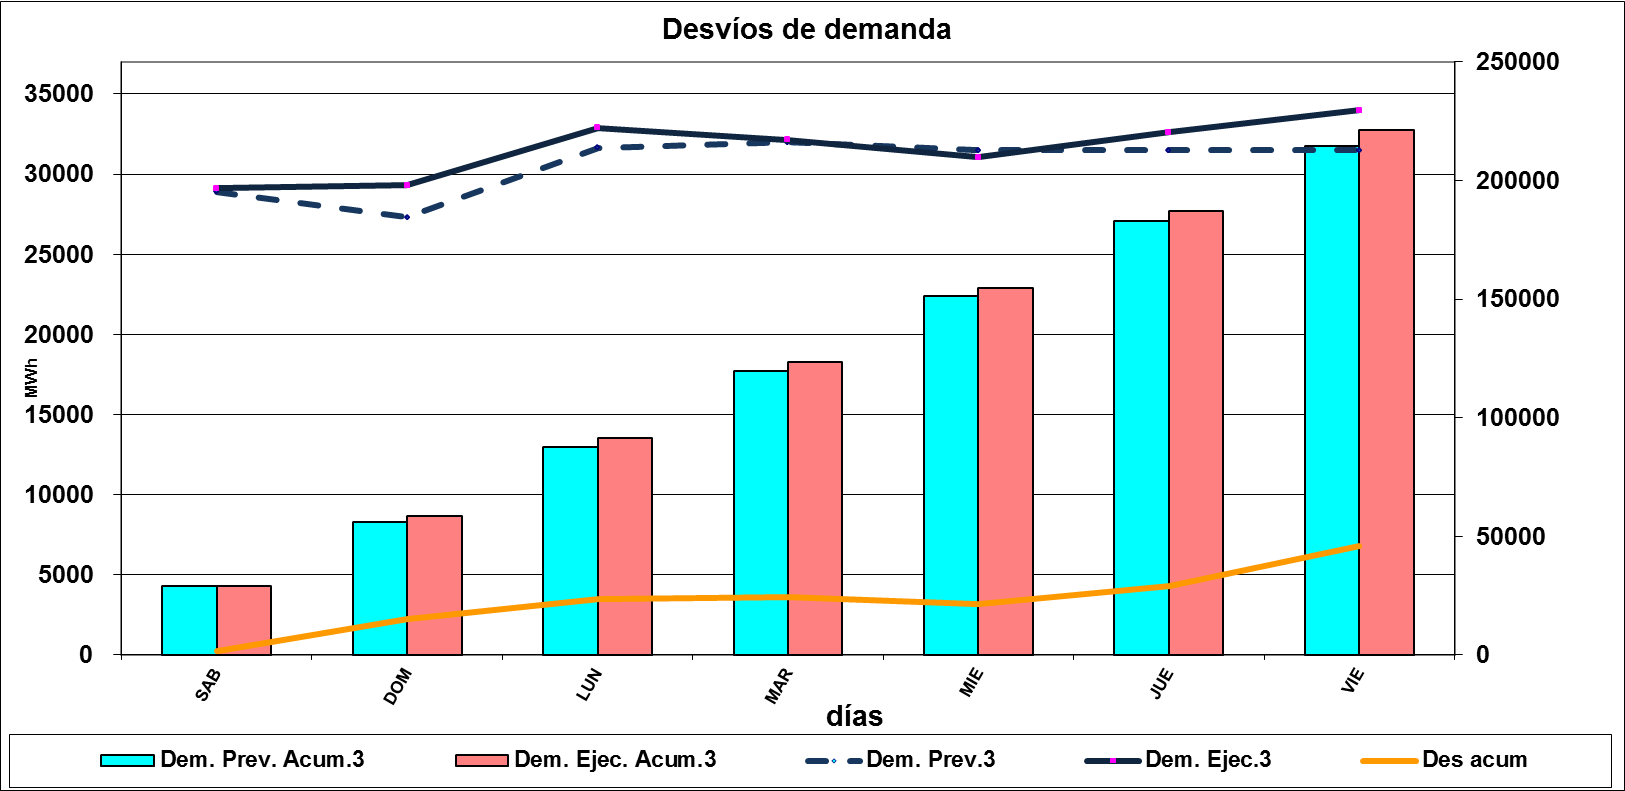 Desvíos de demanda
35000
30000
25000
20000
15000
10000
5000
0
MWh
250000
200000
150000
100000
50000
0
SAB
DOM
LUN
MAR
MIE
JUE
VIE
días
Dem. Prev. Acum.3
Dem. Ejec. Acum.3
Dem. Prev.3
Dem. Ejec.3
Des acum